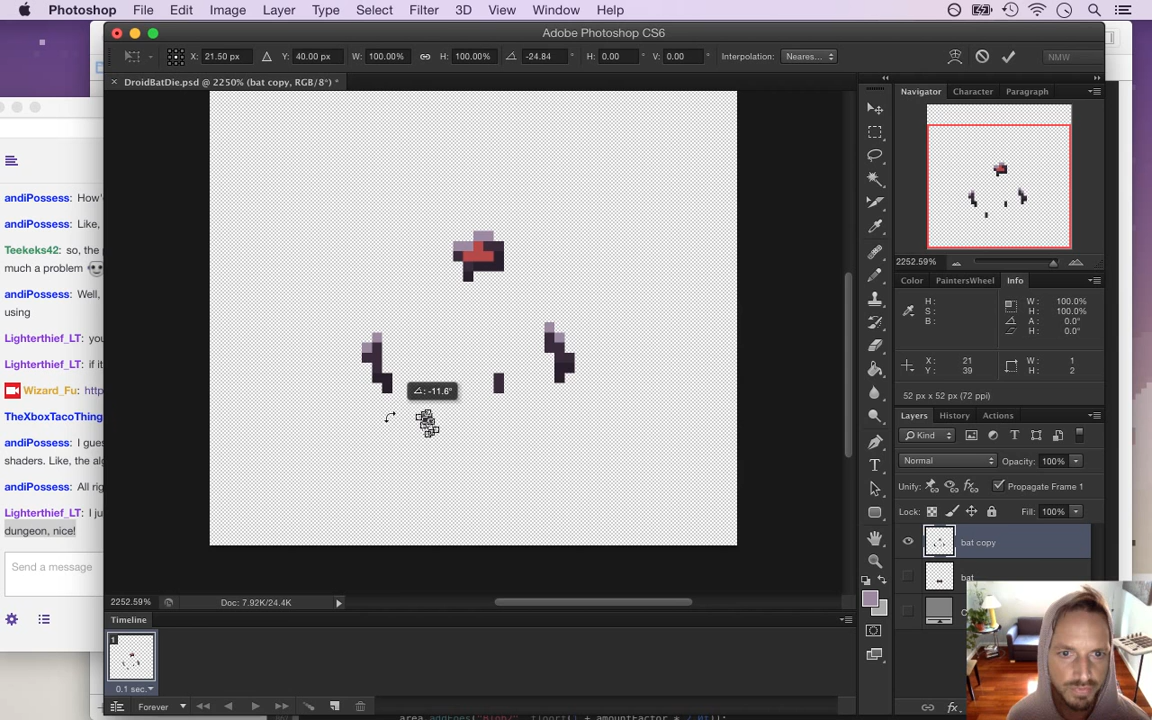 Photoshop File Edit Image Layer Type Select Filter 3D View Window Help
Adobe Photoshop CS6
X: 21.50 px Y: 40.00 px W: 100.00% H: 100.00% -24.84 ° H: 0.00 ° V: 0.00 ° Interpolation: Neares... NMW
× DroidBatDie.psd @ 2250% (bat copy, RGB/8*) *
Navigator Character Paragraph
2252.59%
Color PaintersWheel Info
H: W: 100.0%
S: H: 100.0%
B: A: 0.0°
H: 0.0°
X: 21 W: 1
Y: 39 H: 2
52 px x 52 px (72 ppi)
Layers History Actions
Kind
Normal Opacity: 100%
Unify: Propagate Frame 1
Lock: Fill: 100%
bat copy
bat
C
fx
andiPossess: How'
andiPossess: Like,
Teekeks42: so, the
much a problem
andiPossess: Well,
using
Lighterthief_LT: you
Lighterthief_LT: if it
Wizard_Fu: http
TheXboxTacoThing
andiPossess: I gues
shaders. Like, the alg
andiPossess: All rig
Lighterthief_LT: I ju
dungeon, nice!
Send a message
-11.6°
2252.59% Doc: 7.92K/24.4K
Timeline
1
0.1 sec.
Forever